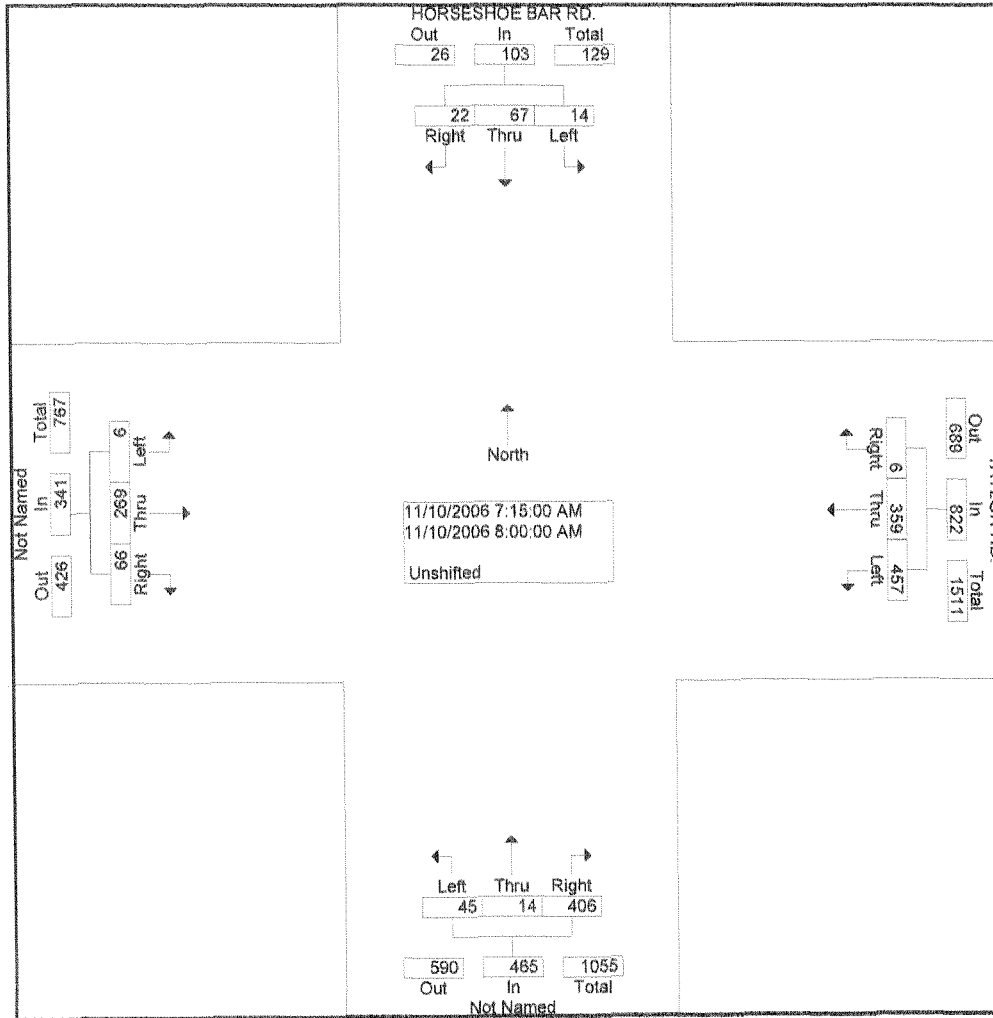 HORSESHOE BAR RD.
Out In Total
26 103 129
22 67 14
Right Thru Left
Total 767
In 341
Out 426
Not Named
6 Left
269 Thru
66 Right
North
11/10/2006 7:15:00 AM
11/10/2006 8:00:00 AM
Unshifted
Right 6
Thru 359
Left 457
Out 689
In 822
Total 1511
Left Thru Right
45 14 406
590 465 1055
Out In Total
Not Named